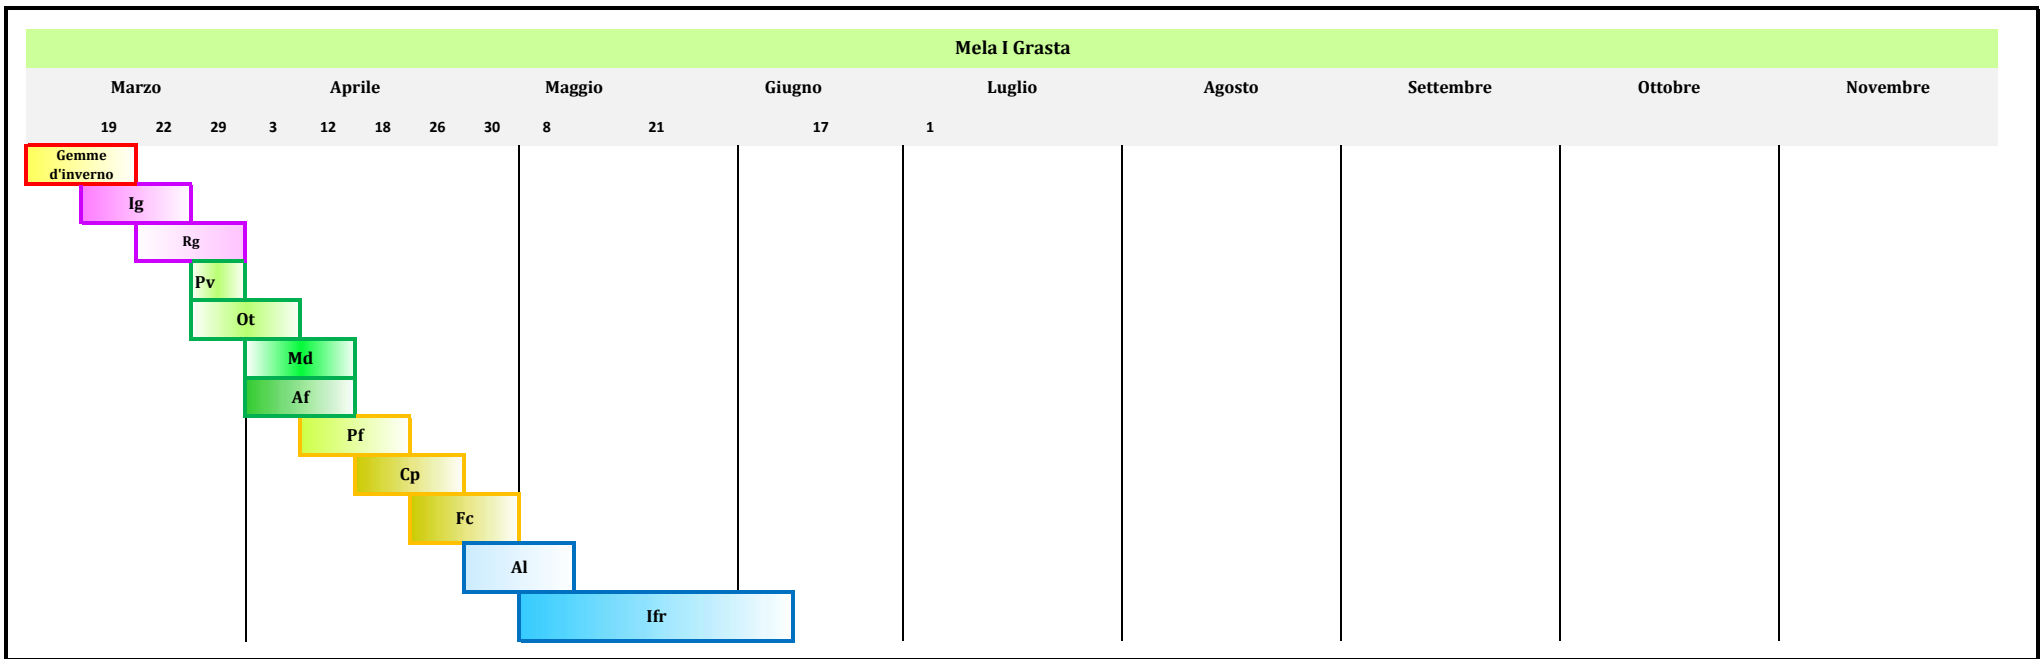 Mela I Grasta
Marzo Aprile Maggio Giugno Luglio Agosto Settembre Ottobre Novembre
19 22 29 3 12 18 26 30 8 21 17 1
Gemme
d'inverno
Ig
Rg
Pv
Ot
Md
Af
Pf
Cp
Fc
Al
Ifr